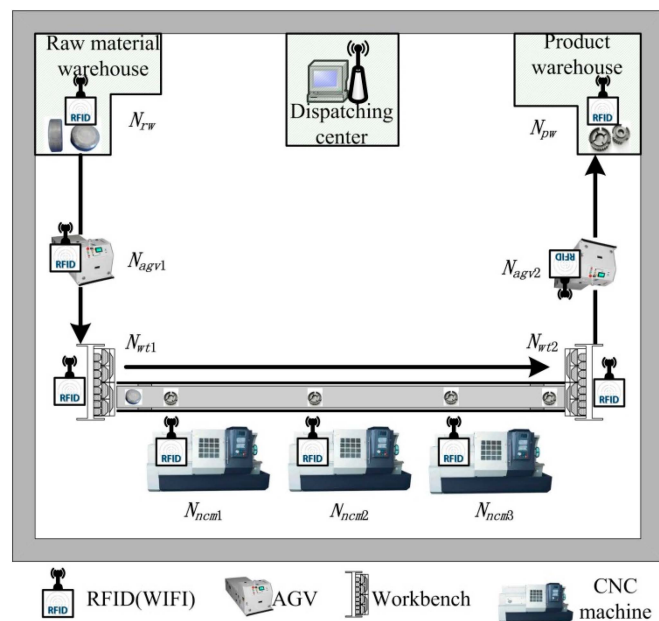 Raw material
warehouse
RFID
N_rw
Dispatching
center
Product
warehouse
RFID
N_pw
RFID
N_agv1
RFID
N_agv2
N_wt1
N_wt2
RFID
RFID
RFID
RFID
RFID
N_ncm1
N_ncm2
N_ncm3
RFID
RFID(WIFI)
AGV
Workbench
CNC
machine